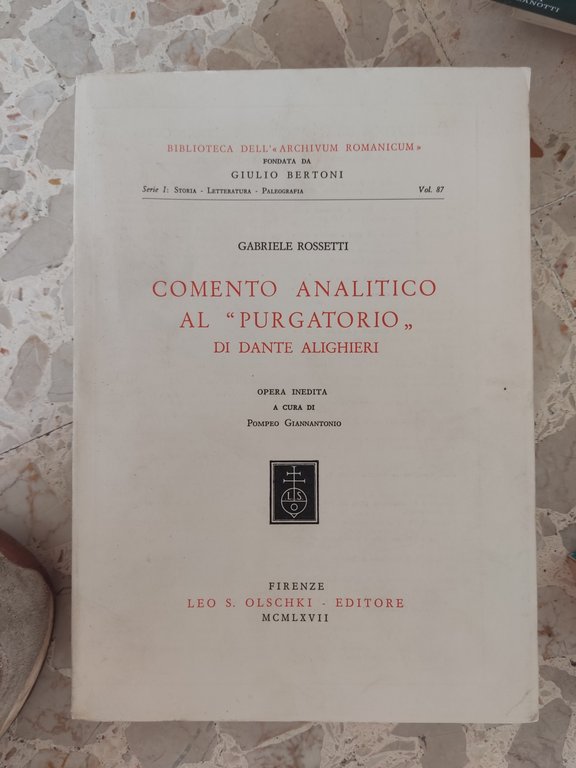 ANOTTI
BIBLIOTECA DELL'«ARCHIVUM ROMANICUM»
FONDATA DA
GIULIO BERTONI
Serie I: STORIA - LETTERATURA - PALEOGRAFIA Vol. 87
GABRIELE ROSSETTI
COMENTO ANALITICO
AL “PURGATORIO„
DI DANTE ALIGHIERI
OPERA INEDITA
A CURA DI
POMPEO GIANNANTONIO
L S
O
FIRENZE
LEO S. OLSCHKI - EDITORE
MCMLXVII